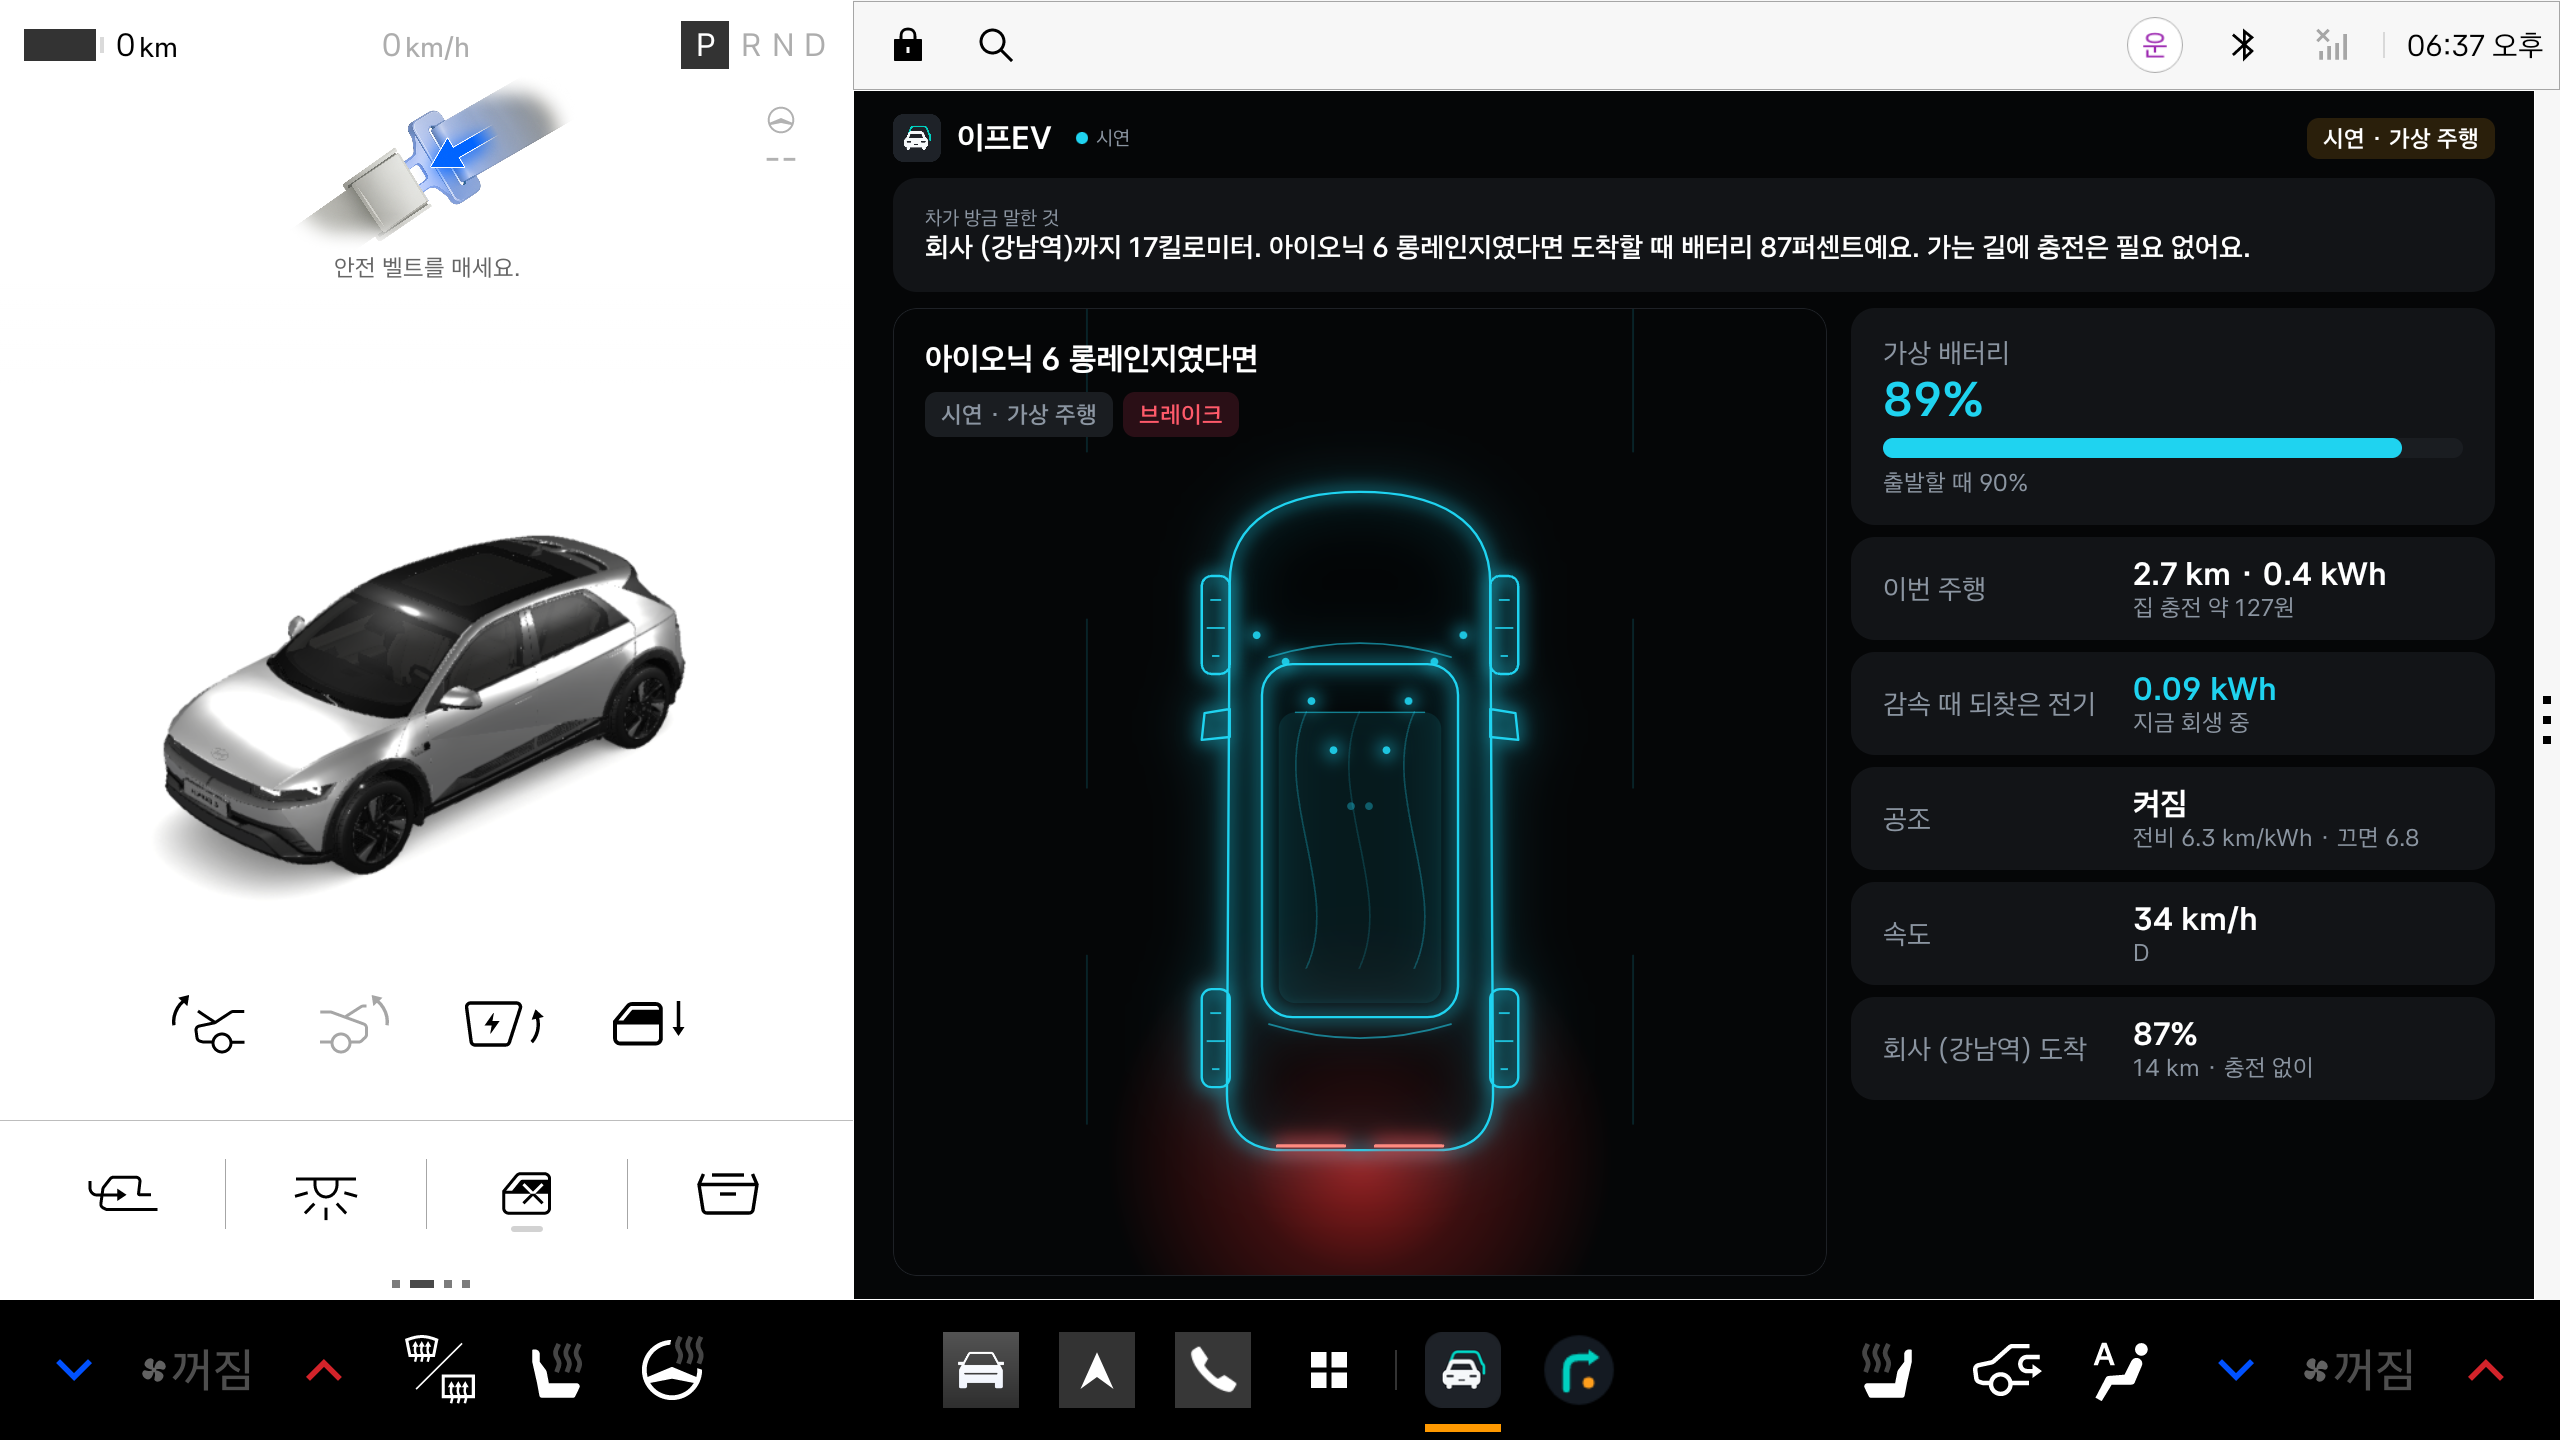 0 km
0 km/h
P R N D
운
06:37 오후
안전 벨트를 매세요.
이프EV
시연
시연 · 가상 주행
차가 방금 말한 것
회사 (강남역)까지 17킬로미터. 아이오닉 6 롱레인지였다면 도착할 때 배터리 87퍼센트예요. 가는 길에 충전은 필요 없어요.
아이오닉 6 롱레인지였다면
시연 · 가상 주행
브레이크
가상 배터리
89%
출발할 때 90%
이번 주행
2.7 km · 0.4 kWh
집 충전 약 127원
감속 때 되찾은 전기
0.09 kWh
지금 회생 중
공조
켜짐
전비 6.3 km/kWh · 끄면 6.8
속도
34 km/h
D
회사 (강남역) 도착
87%
14 km · 충전 없이
꺼짐
A
꺼짐